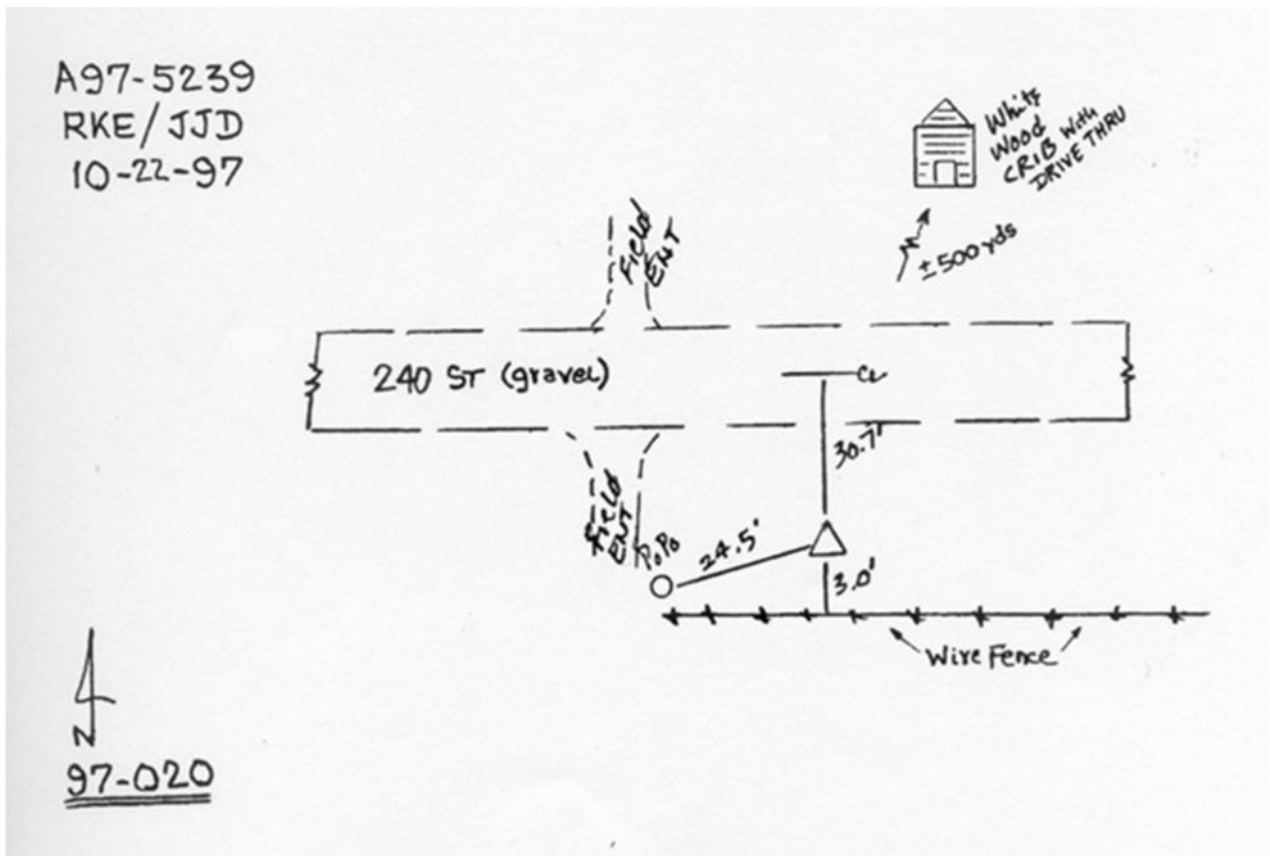 A97-5239
RKE/JJD
10-22-97
White
Wood
CRIB With
DRIVE THRU
±500 yds
Field
ENT
240 ST (gravel)
CL
30.7'
Field
ENT
PoPo
24.5'
3.0'
Wire Fence
N
97-020